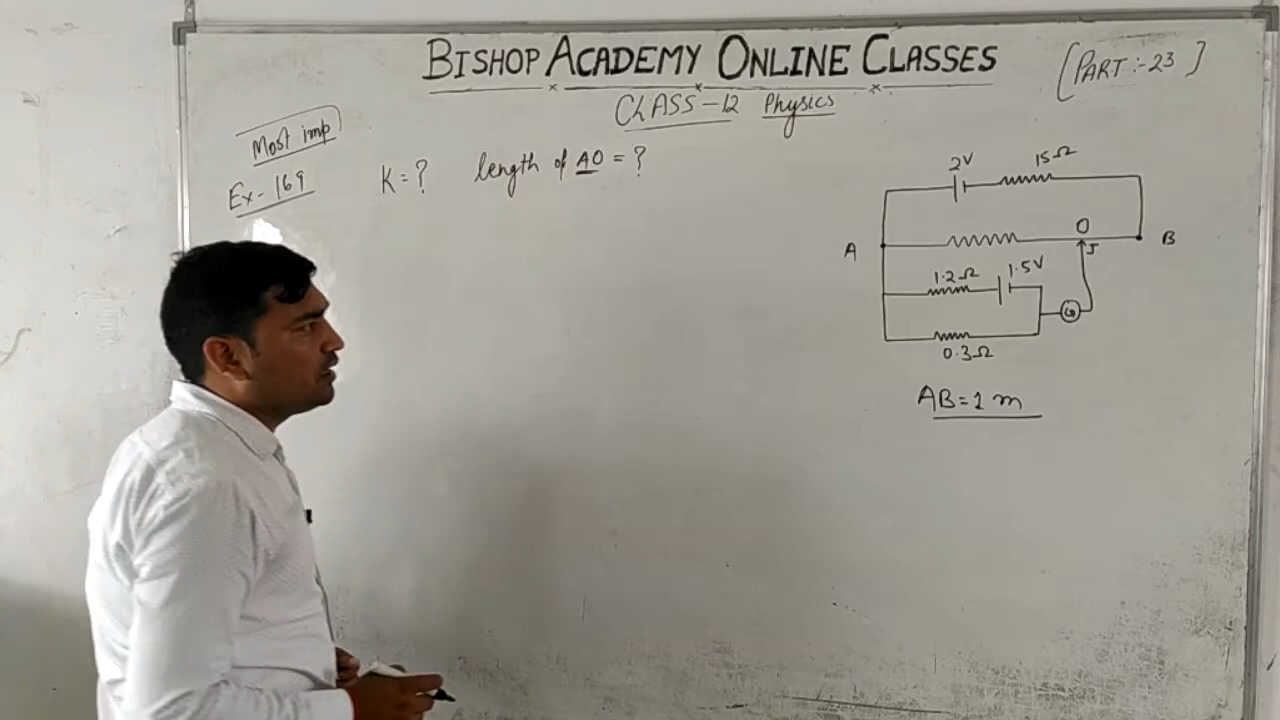 BISHOP ACADEMY ONLINE CLASSES
[PART:-23]
CLASS-12 Physics
Most imp
Ex-169
K=? length of AO=?
2V 15Ω
A O B
J
1.2Ω 1.5V
G
0.3Ω
AB=1 m